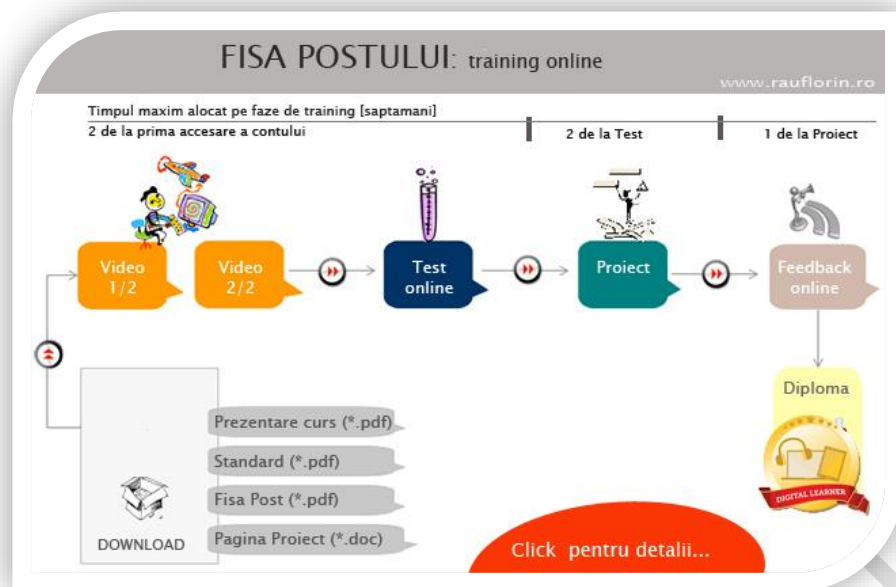 FISA POSTULUI: training online
www.rauflorin.ro
Timpul maxim alocat pe faze de training [saptamani]
2 de la prima accesare a contului
2 de la Test
1 de la Proiect
Video
1/2
Video
2/2
Test
online
Proiect
Feedback
online
Diploma
DIGITAL LEARNER
Prezentare curs (*.pdf)
Standard (*.pdf)
Fisa Post (*.pdf)
Pagina Proiect (*.doc)
DOWNLOAD
Click pentru detalii...